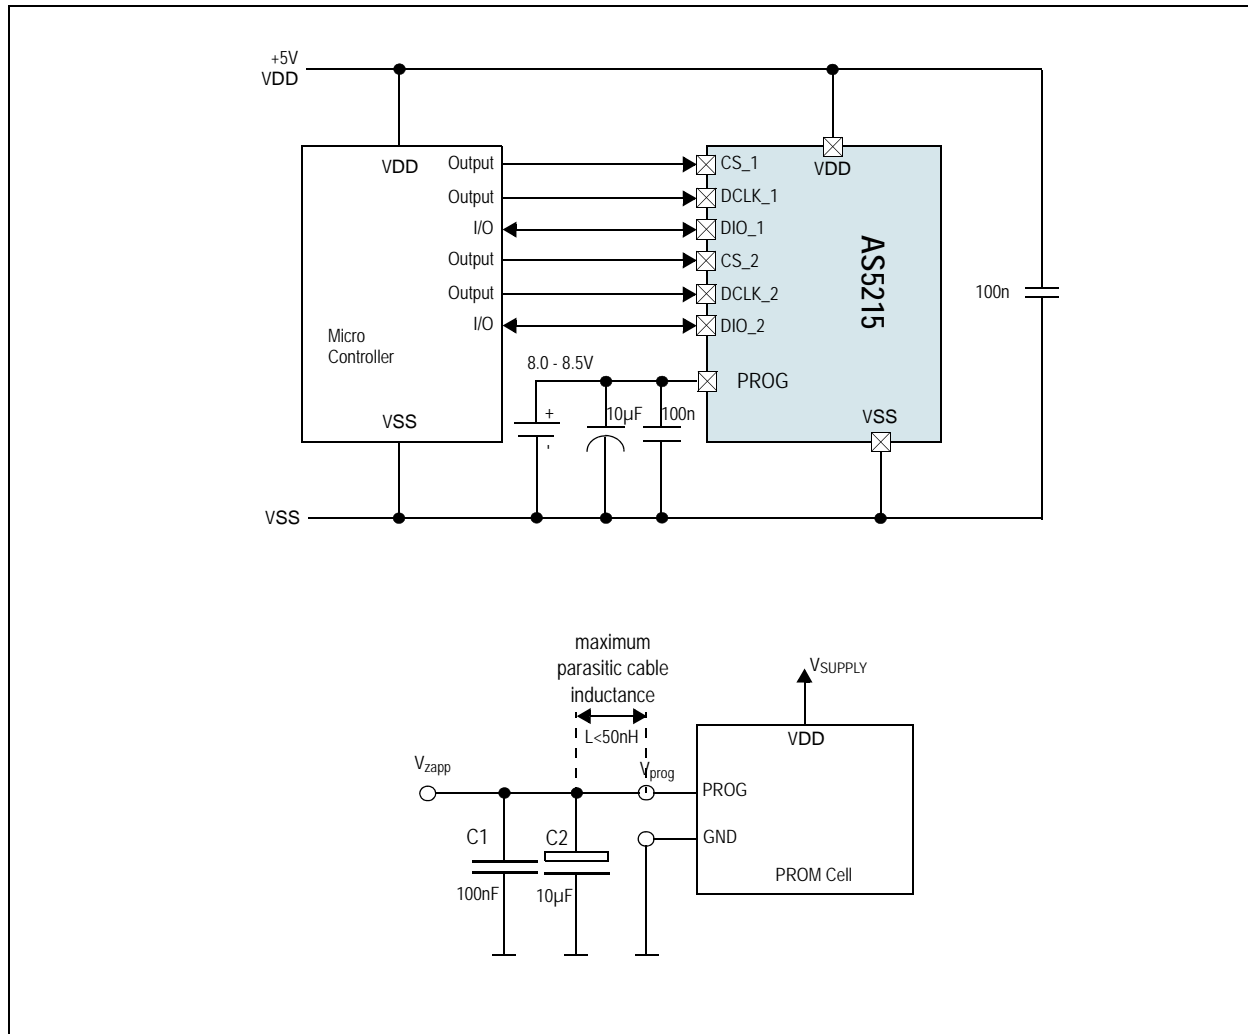 +5V
VDD
VDD
Output
CS_1
VDD
Output
DCLK_1
I/O
DIO_1
Output
CS_2
Output
DCLK_2
I/O
DIO_2
AS5215
100n
Micro
Controller
8.0 - 8.5V
PROG
+
10µF
100n
-
VSS
VSS
VSS
maximum
parasitic cable
inductance
L<50nH
VSUPPLY
VDD
Vzapp
Vprog
PROG
C1
C2
GND
100nF
10µF
PROM Cell